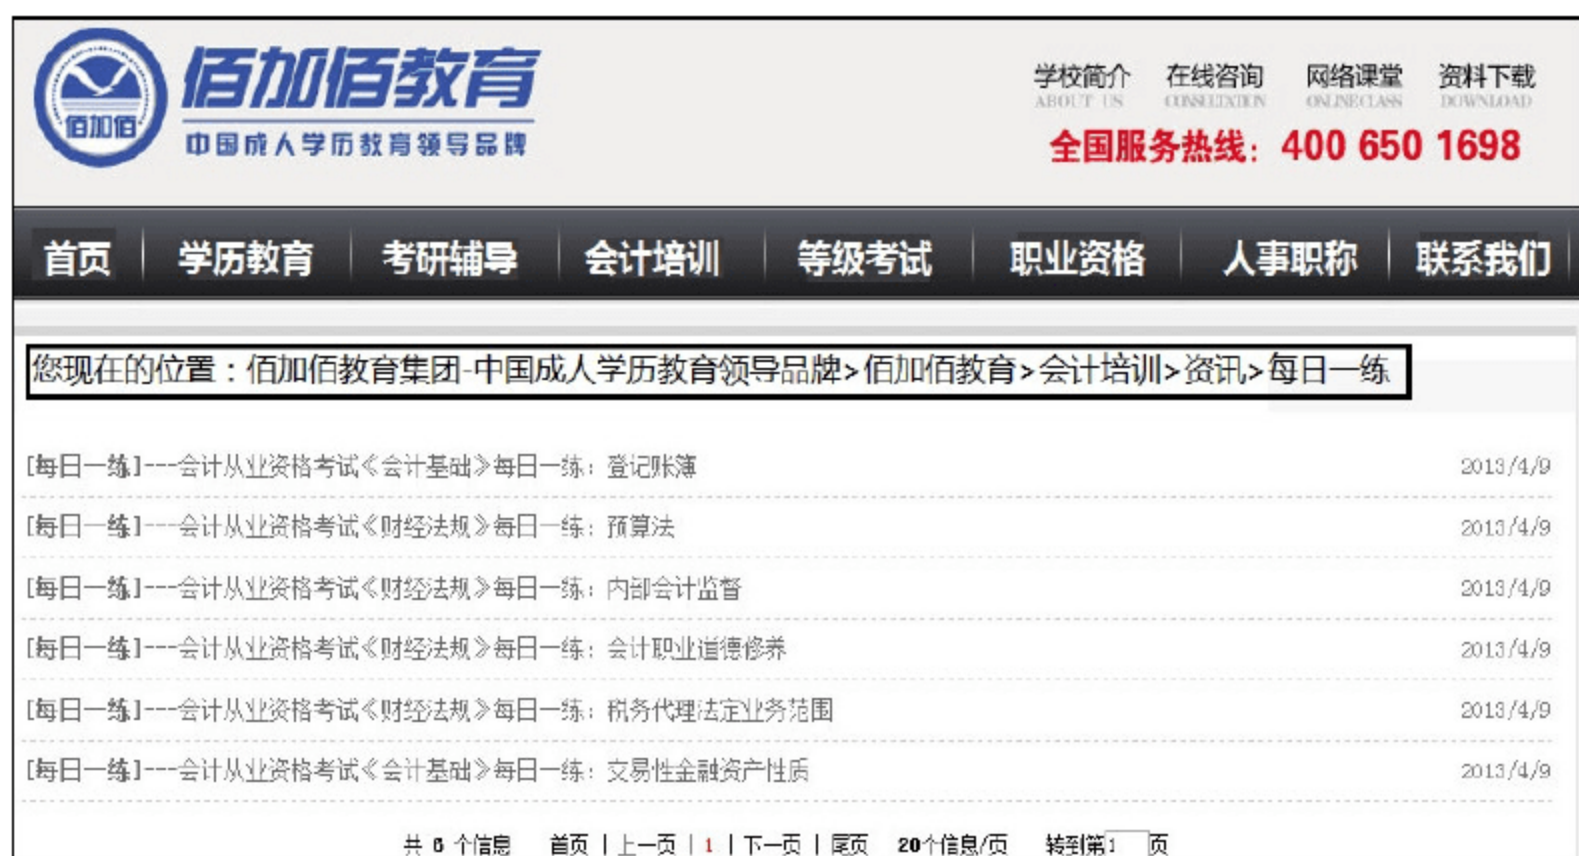 佰加佰教育
佰加佰
中国成人学历教育领导品牌
学校简介 在线咨询 网络课堂 资料下载
ABOUT US ONLINECLASS DOWNLOAD
全国服务热线：400 650 1698
首页 学历教育 考研辅导 会计培训 等级考试 职业资格 人事职称 联系我们
您现在的位置：佰加佰教育集团-中国成人学历教育领导品牌>佰加佰教育>会计培训>资讯>每日一练
[每日一练]---会计从业资格考试《会计基础》每日一练：登记账簿 2013/4/9
[每日一练]---会计从业资格考试《财经法规》每日一练：预算法 2013/4/9
[每日一练]---会计从业资格考试《财经法规》每日一练：内部会计监督 2013/4/9
[每日一练]---会计从业资格考试《财经法规》每日一练：会计职业道德修养 2013/4/9
[每日一练]---会计从业资格考试《财经法规》每日一练：税务代理法定业务范围 2013/4/9
[每日一练]---会计从业资格考试《会计基础》每日一练：交易性金融资产性质 2013/4/9
共 6 个信息 首页 | 上一页 | 1 | 下一页 | 尾页 20个信息/页 转到第1 页